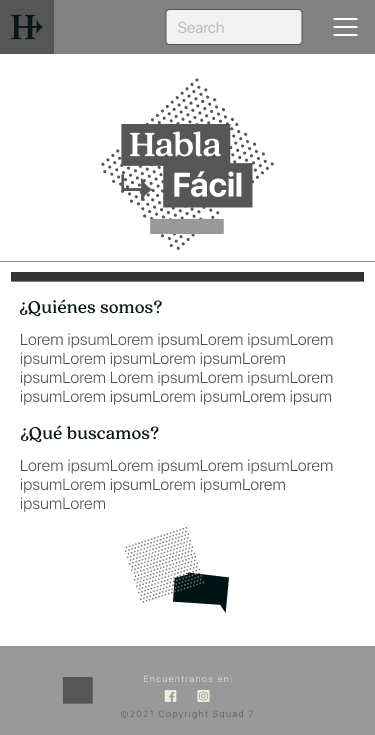 H
Search
Habla
Fácil
¿Quiénes somos?
Lorem ipsumLorem ipsumLorem ipsumLorem
ipsumLorem ipsumLorem ipsumLorem
ipsumLorem Lorem ipsumLorem ipsumLorem
ipsumLorem ipsumLorem ipsumLorem ipsum
¿Qué buscamos?
Lorem ipsumLorem ipsumLorem ipsumLorem
ipsumLorem ipsumLorem ipsumLorem
ipsumLorem
Encuentranos en:
©2021 Copyright Squad 7